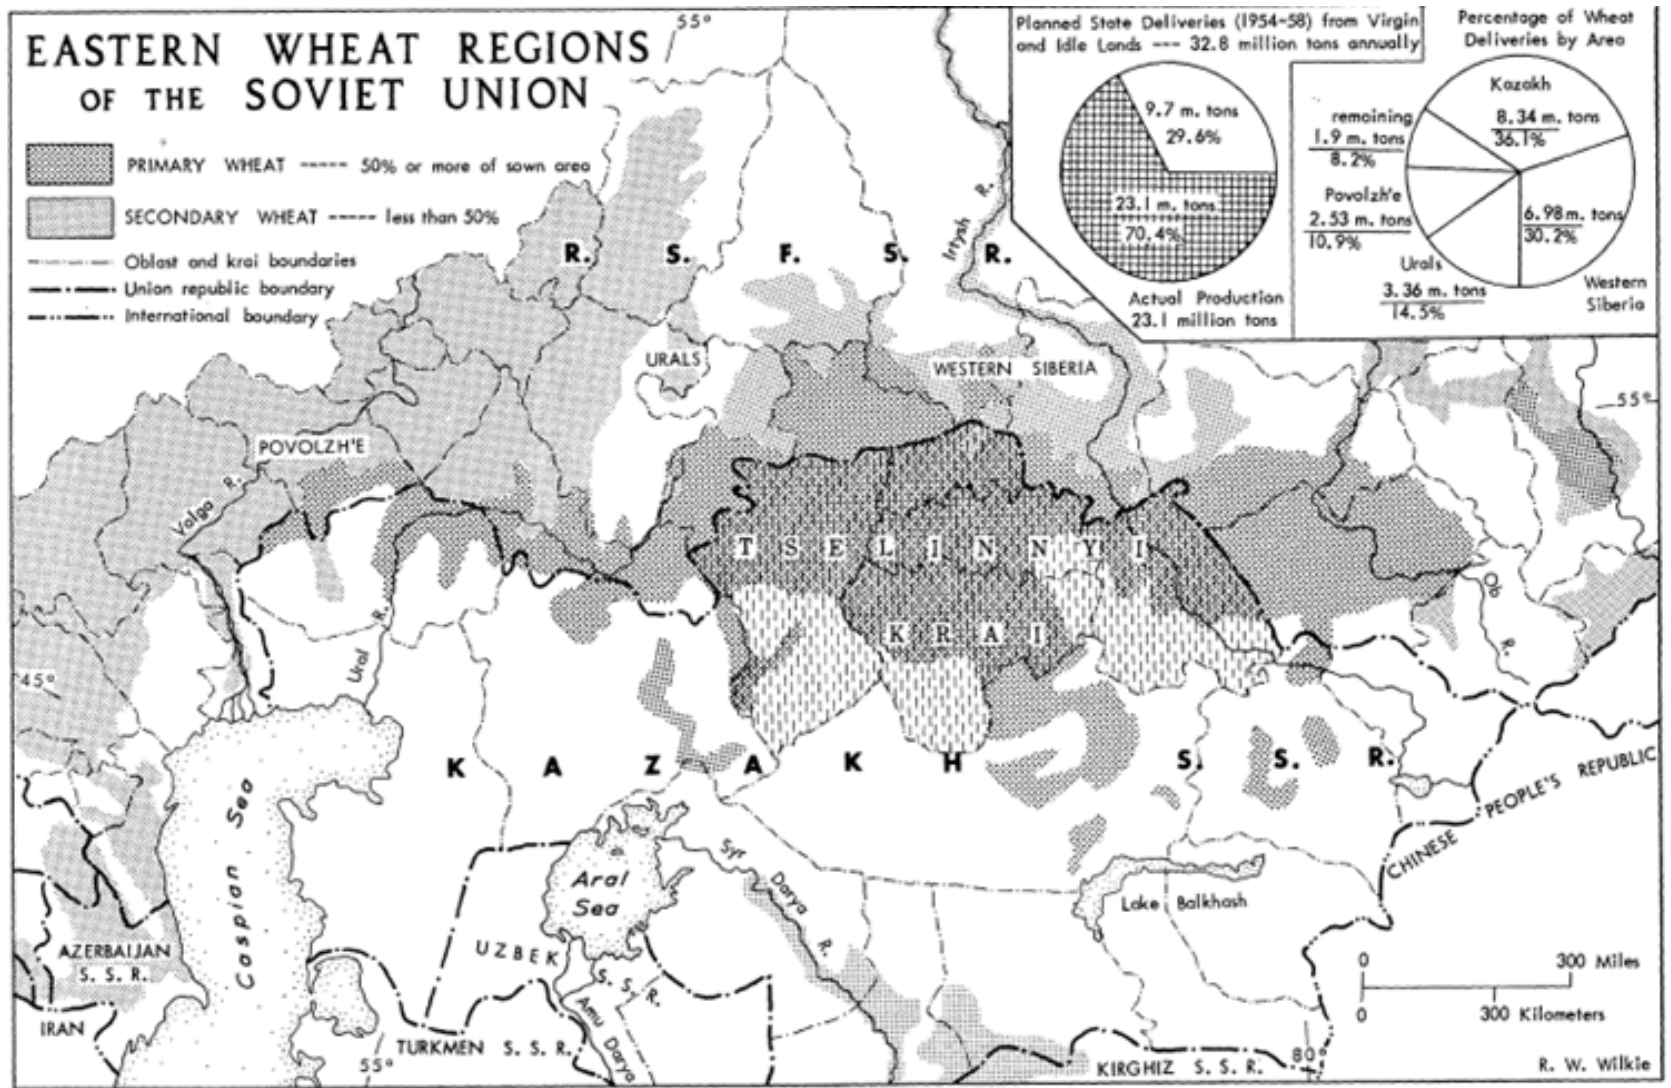 EASTERN WHEAT REGIONS
OF THE SOVIET UNION
PRIMARY WHEAT ----- 50% or more of sown area
SECONDARY WHEAT ----- less than 50%
Oblast and krai boundaries
Union republic boundary
International boundary
55°
Planned State Deliveries (1954-58) from Virgin
and Idle Lands --- 32.8 million tons annually
9.7 m. tons
29.6%
23.1 m. tons
70.4%
Actual Production
23.1 million tons
Percentage of Wheat
Deliveries by Area
Kazakh
8.34 m. tons
36.1%
remaining
1.9 m. tons
8.2%
Povolzh'e
2.53 m. tons
10.9%
6.98 m. tons
30.2%
Urals
3.36 m. tons
14.5%
Western
Siberia
Irtysh R.
R. S. F. S. R.
URALS
WESTERN SIBERIA
55°
POVOLZH'E
Volga R.
TSELINNYI
KRAI
Ob R.
Ural R.
45°
KAZAKH S. S. R.
Caspian Sea
Aral
Sea
Syr Darya R.
Lake Balkhash
CHINESE PEOPLE'S REPUBLIC
AZERBAIJAN
S. S. R.
UZBEK
S. S. R.
Amu Darya
IRAN
TURKMEN S. S. R.
KIRGHIZ S. S. R.
55°
80°
0 300 Miles
0 300 Kilometers
R. W. Wilkie